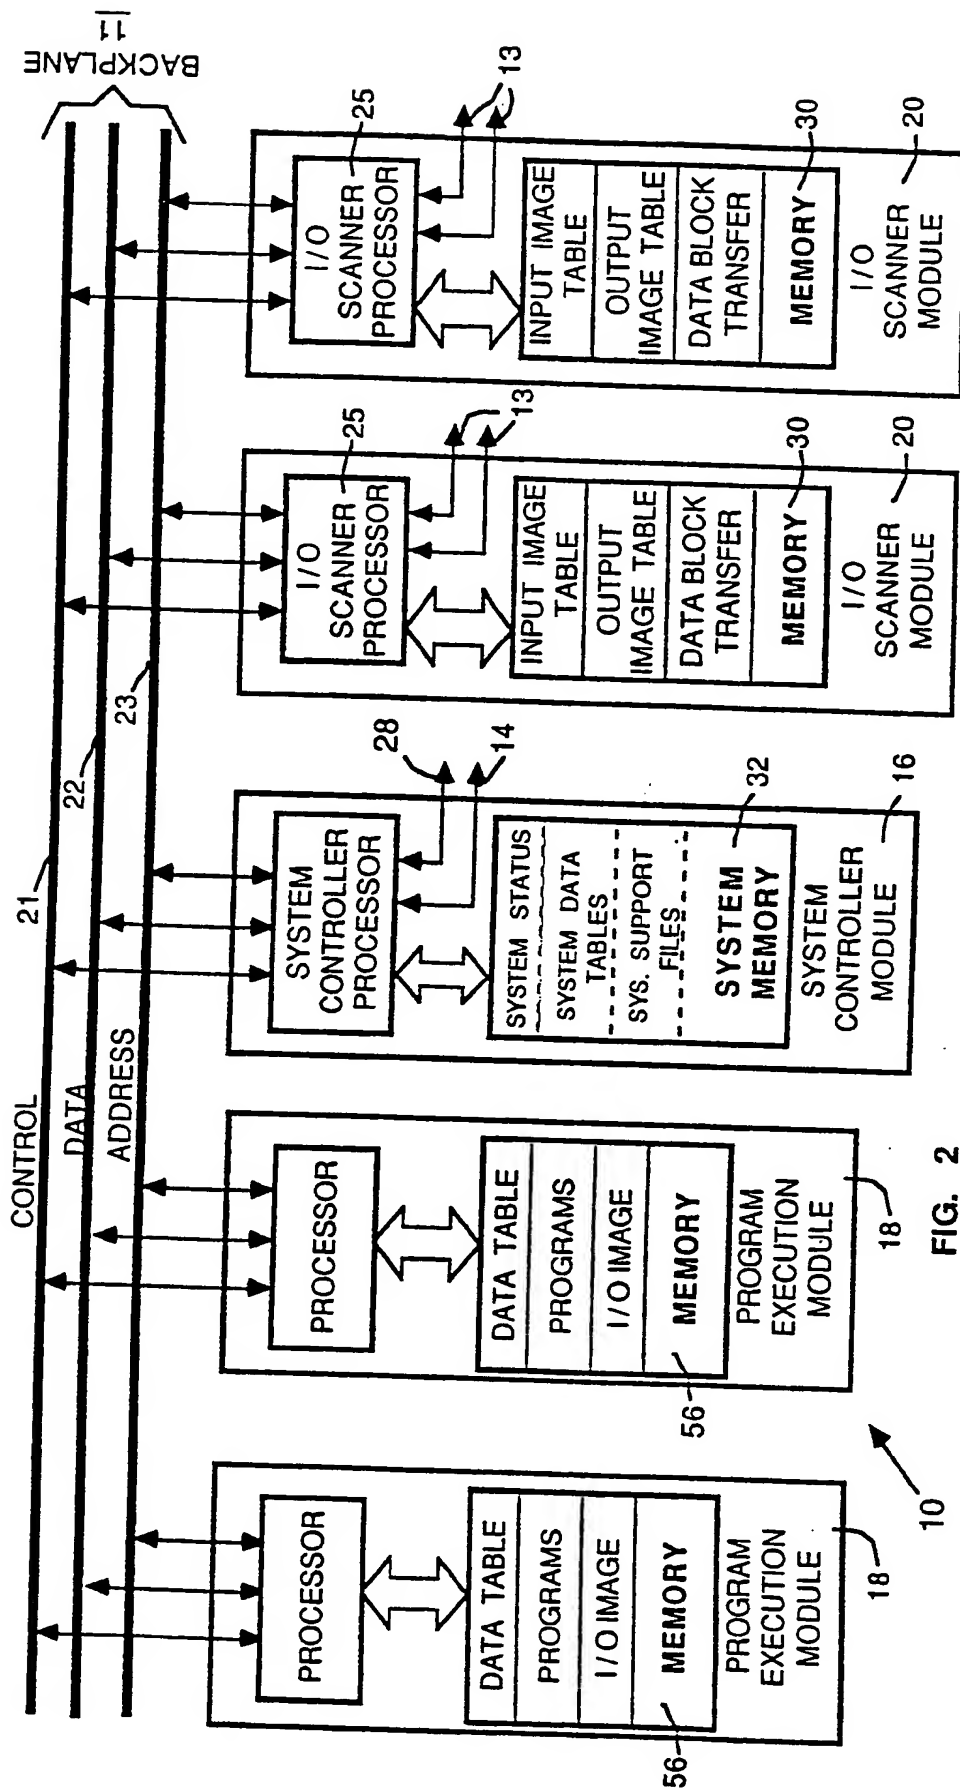 BACKPLANE
11
CONTROL
21
DATA
22
ADDRESS
23
PROCESSOR
DATA TABLE
PROGRAMS
I/O IMAGE
MEMORY
56
PROGRAM
EXECUTION
MODULE
18
PROCESSOR
DATA TABLE
PROGRAMS
I/O IMAGE
MEMORY
56
PROGRAM
EXECUTION
MODULE
18
SYSTEM
CONTROLLER
PROCESSOR
28
14
SYSTEM STATUS
SYSTEM DATA
TABLES
SYS. SUPPORT
FILES
SYSTEM
MEMORY
32
SYSTEM
CONTROLLER
MODULE
16
I/O
SCANNER
PROCESSOR
25
13
INPUT IMAGE
TABLE
OUTPUT
IMAGE TABLE
DATA BLOCK
TRANSFER
MEMORY
30
I/O
SCANNER
MODULE
20
I/O
SCANNER
PROCESSOR
25
13
INPUT IMAGE
TABLE
OUTPUT
IMAGE TABLE
DATA BLOCK
TRANSFER
MEMORY
30
I/O
SCANNER
MODULE
20
10
FIG. 2